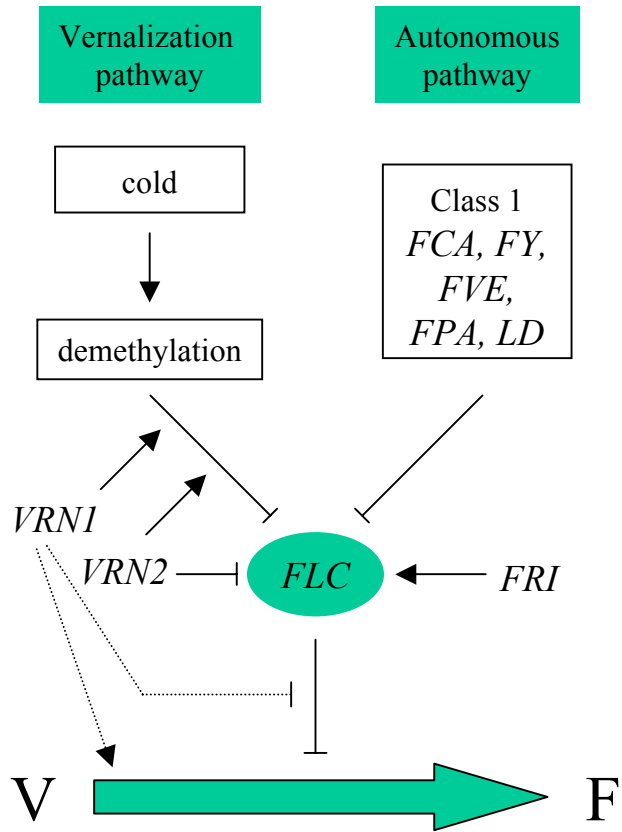 Vernalization
pathway
Autonomous
pathway
cold
Class 1
FCA, FY,
FVE,
FPA, LD
demethylation
VRN1
VRN2
FLC
FRI
V
F